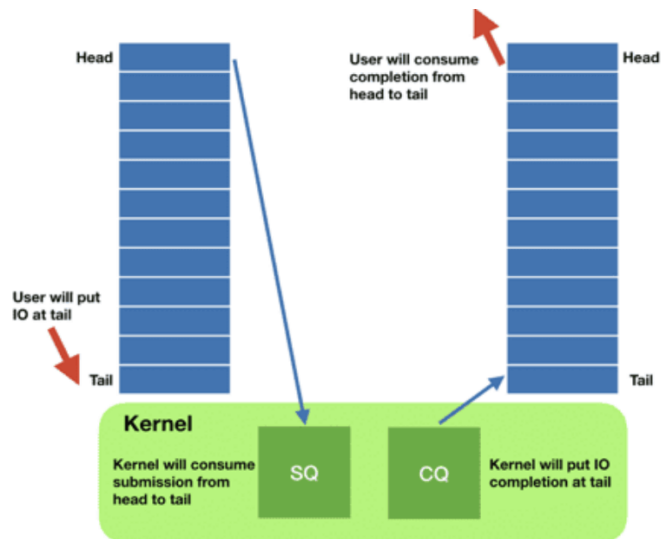 Head
User will consume
completion from
head to tail
Head
User will put
IO at tail
Tail
Tail
Kernel
Kernel will consume
submission from
head to tail
SQ
CQ
Kernel will put IO
completion at tail